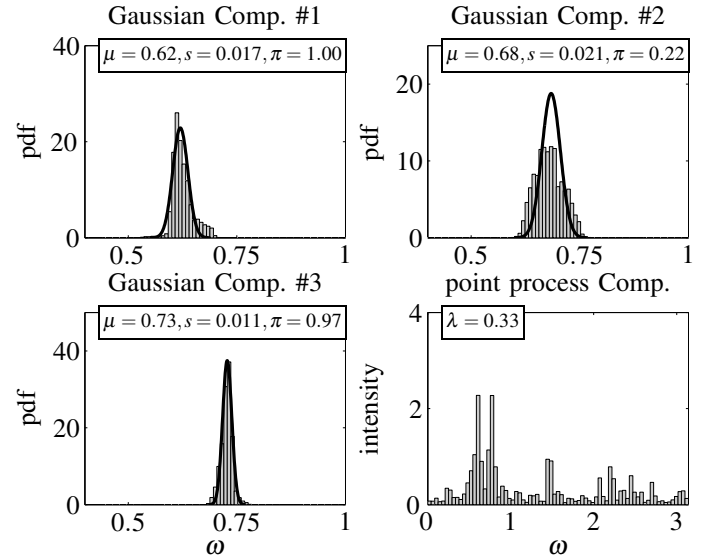 Gaussian Comp. #1
μ = 0.62, s = 0.017, π = 1.00
pdf
40
20
0
0.5 0.75 1
Gaussian Comp. #2
μ = 0.68, s = 0.021, π = 0.22
pdf
20
10
0
0.5 0.75 1
Gaussian Comp. #3
μ = 0.73, s = 0.011, π = 0.97
pdf
40
20
0
0.5 0.75 1
ω
point process Comp.
λ = 0.33
intensity
4
2
0
0 1 2 3
ω